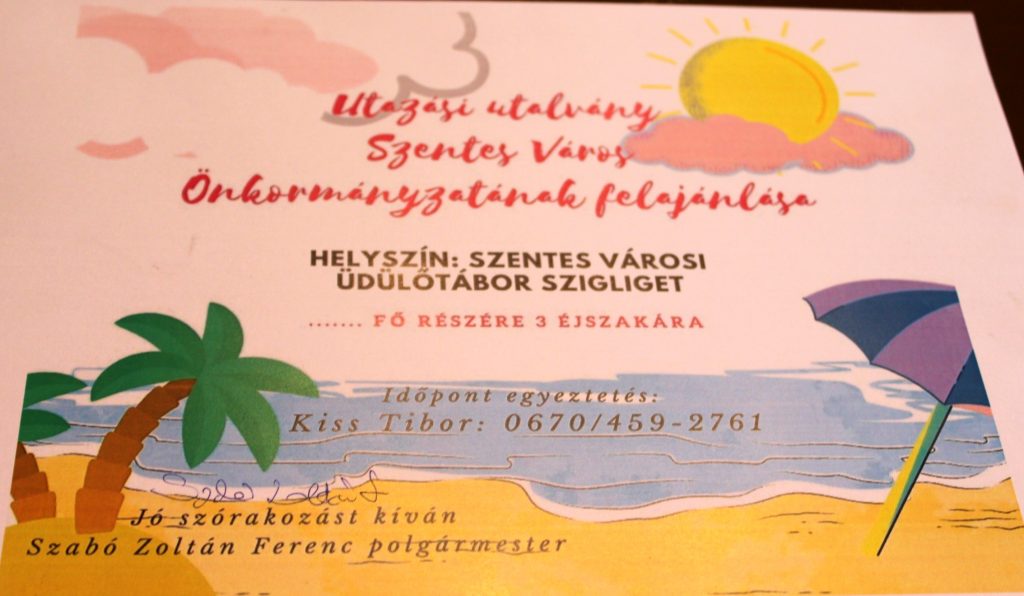 Utazási utalvány
Szentes Város
Önkormányzatának felajánlása
HELYSZÍN: SZENTES VÁROSI
ÜDÜLŐTÁBOR SZIGLIGET
....... FŐ RÉSZÉRE 3 ÉJSZAKÁRA
Időpont egyeztetés:
Kiss Tibor: 0670/459-2761
Jó szórakozást kíván
Szabó Zoltán Ferenc polgármester